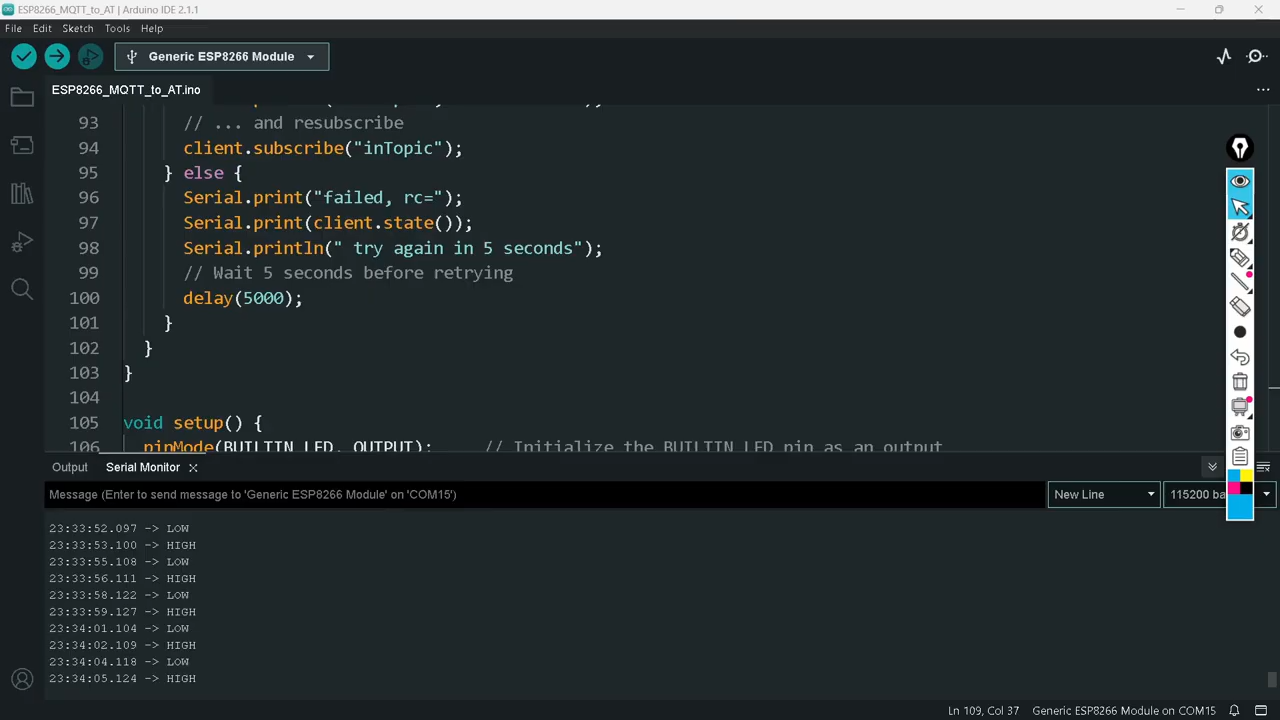 ESP8266_MQTT_to_AT | Arduino IDE 2.1.1
File Edit Sketch Tools Help
Generic ESP8266 Module
ESP8266_MQTT_to_AT.ino
93 // ... and resubscribe
94 client.subscribe("inTopic");
95 } else {
96 Serial.print("failed, rc=");
97 Serial.print(client.state());
98 Serial.println(" try again in 5 seconds");
99 // Wait 5 seconds before retrying
100 delay(5000);
101 }
102 }
103 }
104
105 void setup() {
106 pinMode(BUILTIN_LED, OUTPUT); // Initialize the BUILTIN_LED pin as an output
Output Serial Monitor
Message (Enter to send message to 'Generic ESP8266 Module' on 'COM15')
New Line
115200 ba
23:33:52.097 -> LOW
23:33:53.100 -> HIGH
23:33:55.108 -> LOW
23:33:56.111 -> HIGH
23:33:58.122 -> LOW
23:33:59.127 -> HIGH
23:34:01.104 -> LOW
23:34:02.109 -> HIGH
23:34:04.118 -> LOW
23:34:05.124 -> HIGH
Ln 109, Col 37 Generic ESP8266 Module on COM15